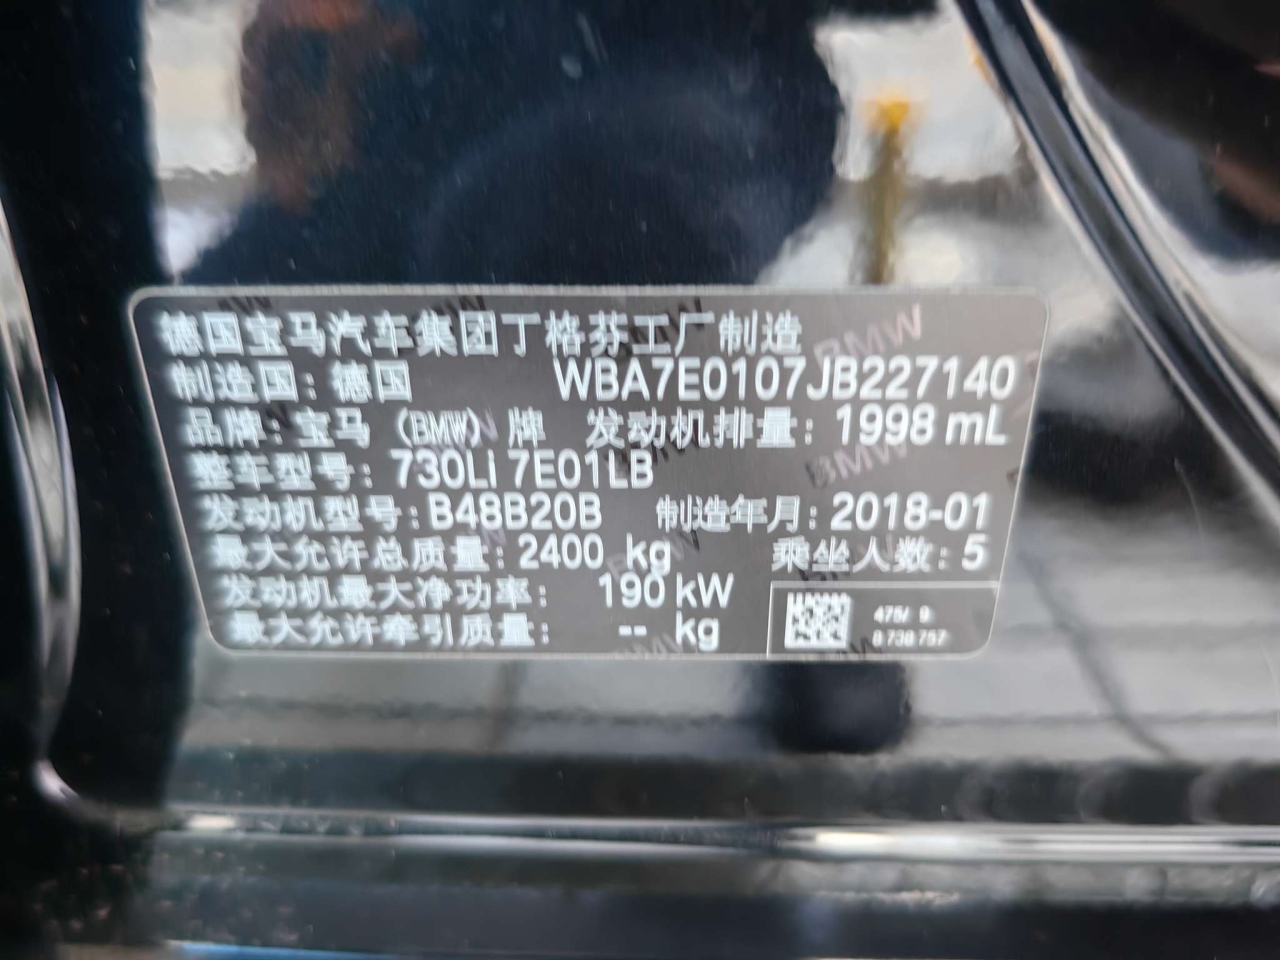 德国宝马汽车集团丁格芬工厂制造
制造国：德国 WBA7E0107JB227140
品牌：宝马（BMW）牌 发动机排量：1998 mL
整车型号：730Li 7E01LB
发动机型号：B48B20B 制造年月：2018-01
最大允许总质量：2400 kg 乘坐人数：5
发动机最大净功率： 190 kW
最大允许牵引质量： -- kg
8 738 757
BMW